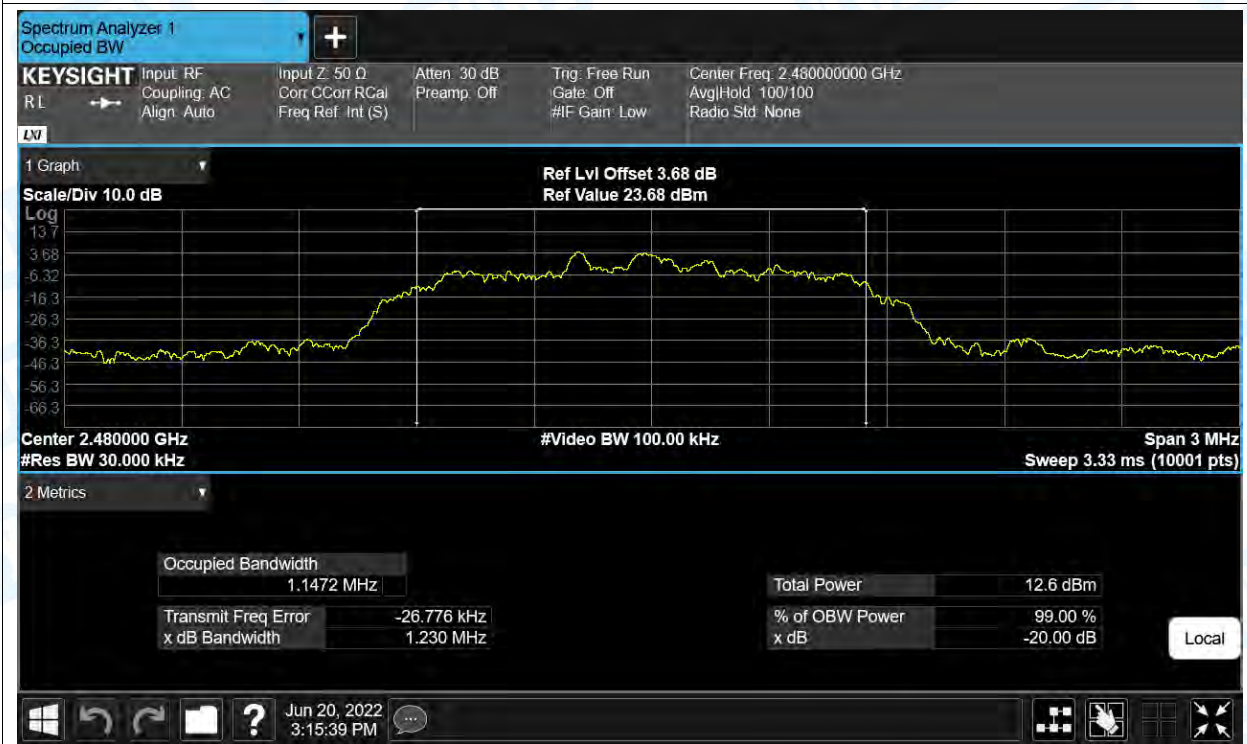 Spectrum Analyzer 1
Occupied BW
KEYSIGHT
R L
LXI
Input: RF
Coupling: AC
Align: Auto
Input Z: 50 Ω
Corr CCorr RCal
Freq Ref: Int (S)
Atten: 30 dB
Preamp: Off
Trig: Free Run
Gate: Off
#IF Gain: Low
Center Freq: 2.480000000 GHz
Avg|Hold: 100/100
Radio Std: None
1 Graph
Scale/Div 10.0 dB
Ref Lvl Offset 3.68 dB
Ref Value 23.68 dBm
Log
13.7
3.68
-6.32
-16.3
-26.3
-36.3
-46.3
-56.3
-66.3
Center 2.480000 GHz
#Video BW 100.00 kHz
Span 3 MHz
#Res BW 30.000 kHz
Sweep 3.33 ms (10001 pts)
2 Metrics
Occupied Bandwidth
1.1472 MHz
Total Power 12.6 dBm
Transmit Freq Error -26.776 kHz
% of OBW Power 99.00 %
x dB Bandwidth 1.230 MHz
x dB -20.00 dB
Local
?
Jun 20, 2022
3:15:39 PM